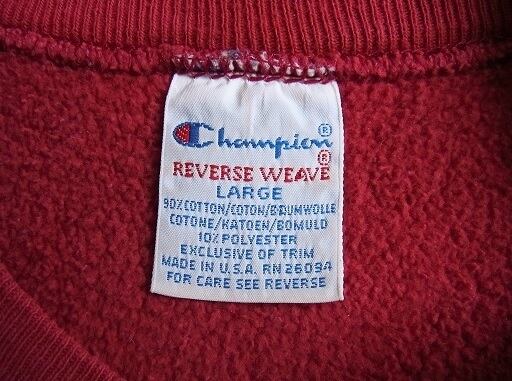 Champion®
REVERSE WEAVE®
LARGE
90% COTTON/COTON/BAUMWOLLE
COTONE/KATOEN/BOMULD
10% POLYESTER
EXCLUSIVE OF TRIM
MADE IN U.S.A. RN 26094
FOR CARE SEE REVERSE